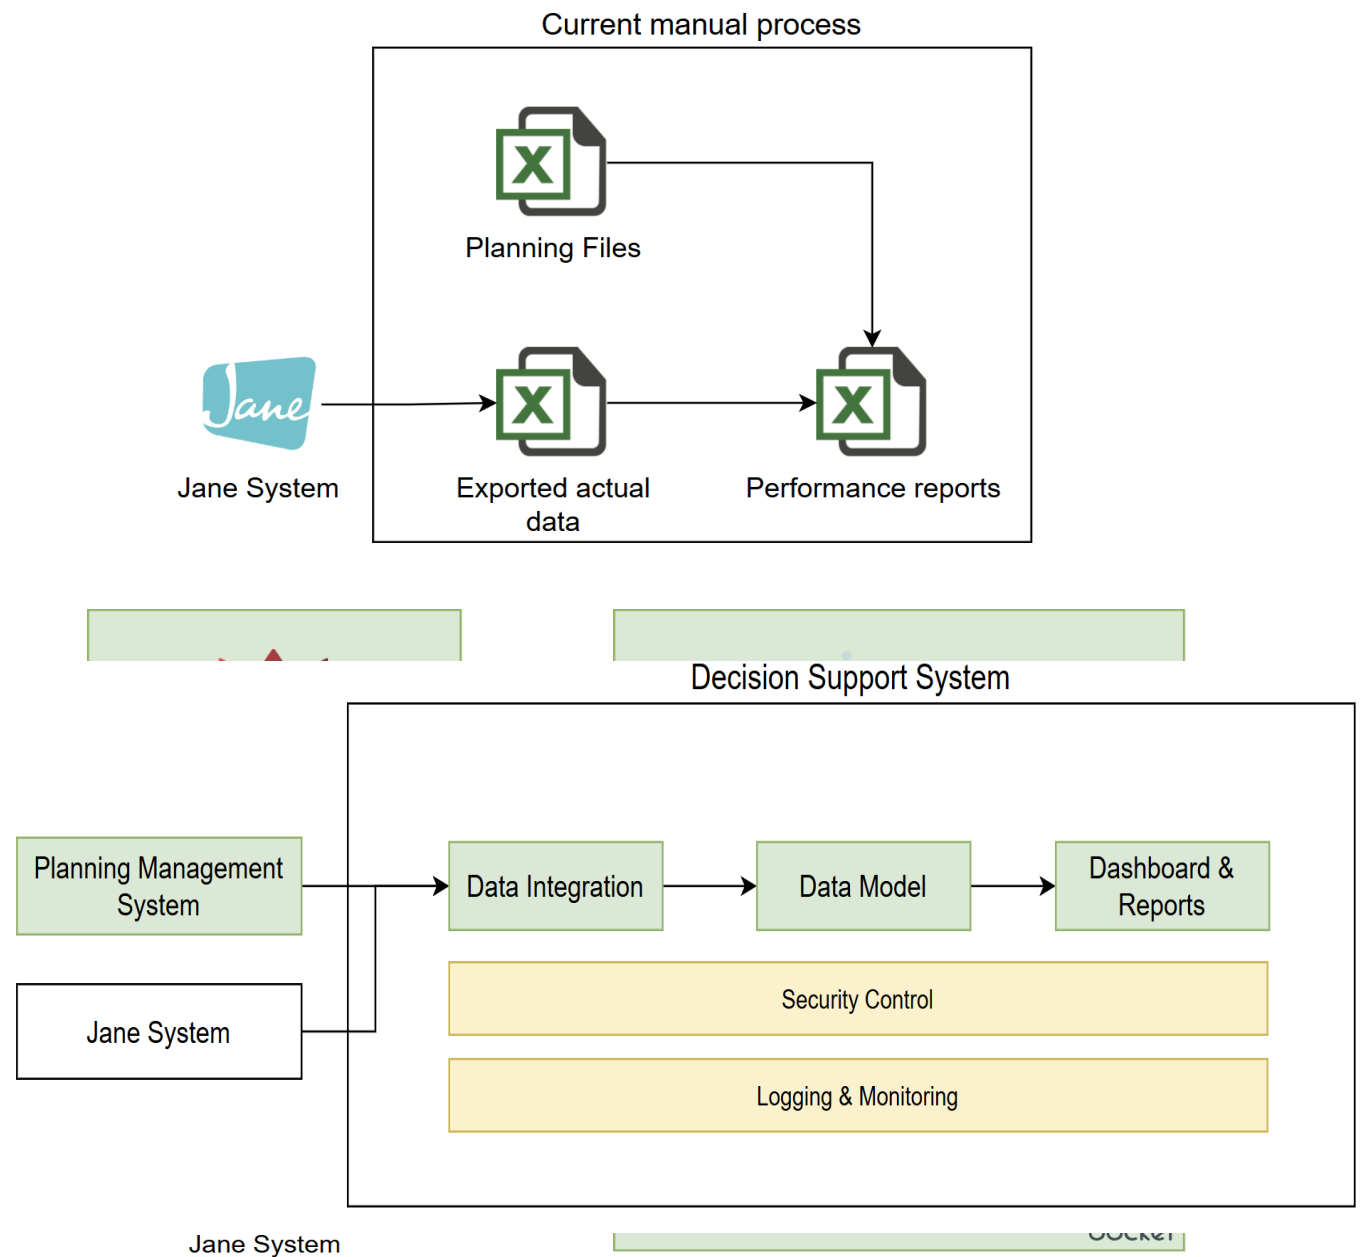 Current manual process
Planning Files
Jane
Jane System
Exported actual
data
Performance reports
Decision Support System
Planning Management
System
Data Integration
Data Model
Dashboard &
Reports
Jane System
Security Control
Logging & Monitoring
Jane System